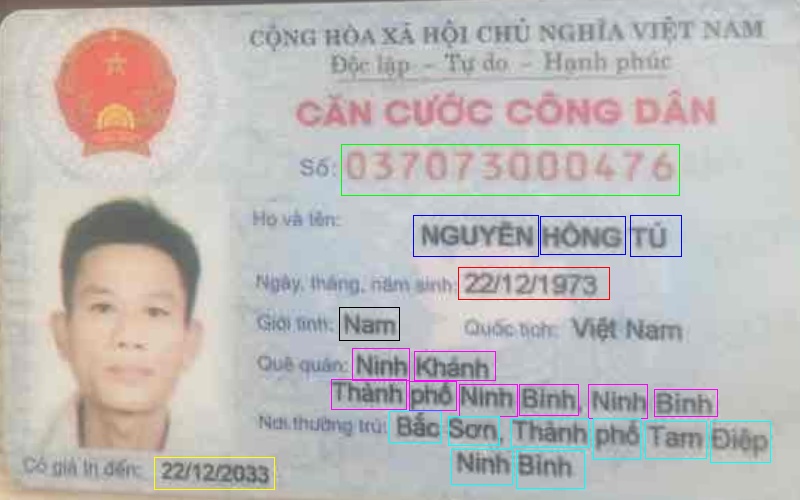 CỘNG HÒA XÃ HỘI CHỦ NGHĨA VIỆT NAM
Độc lập - Tự do - Hạnh phúc
CĂN CƯỚC CÔNG DÂN
Số: 037073000476
Họ và tên:
NGUYỄN HỒNG TÚ
Ngày, tháng, năm sinh: 22/12/1973
Giới tính: Nam Quốc tịch: Việt Nam
Quê quán: Ninh Khánh
Thành phố Ninh Bình, Ninh Bình
Nơi thường trú: Bắc Sơn, Thành phố Tam Điệp
Ninh Bình
Có giá trị đến: 22/12/2033